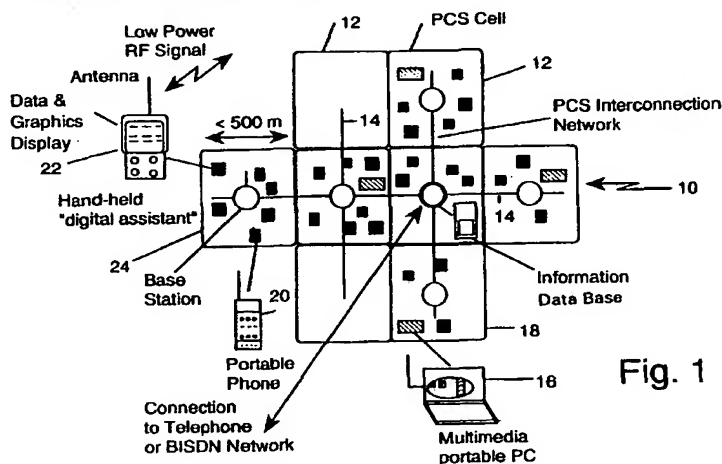 12
PCS Cell
Low Power
RF Signal
12
Antenna
Data &
Graphics
Display
22
< 500 m
14
PCS Interconnection
Network
10
14
Hand-held
"digital assistant"
24
Base
Station
20
Information
Data Base
18
Portable
Phone
16
Fig. 1
Connection
to Telephone
or BISDN Network
Multimedia
portable PC